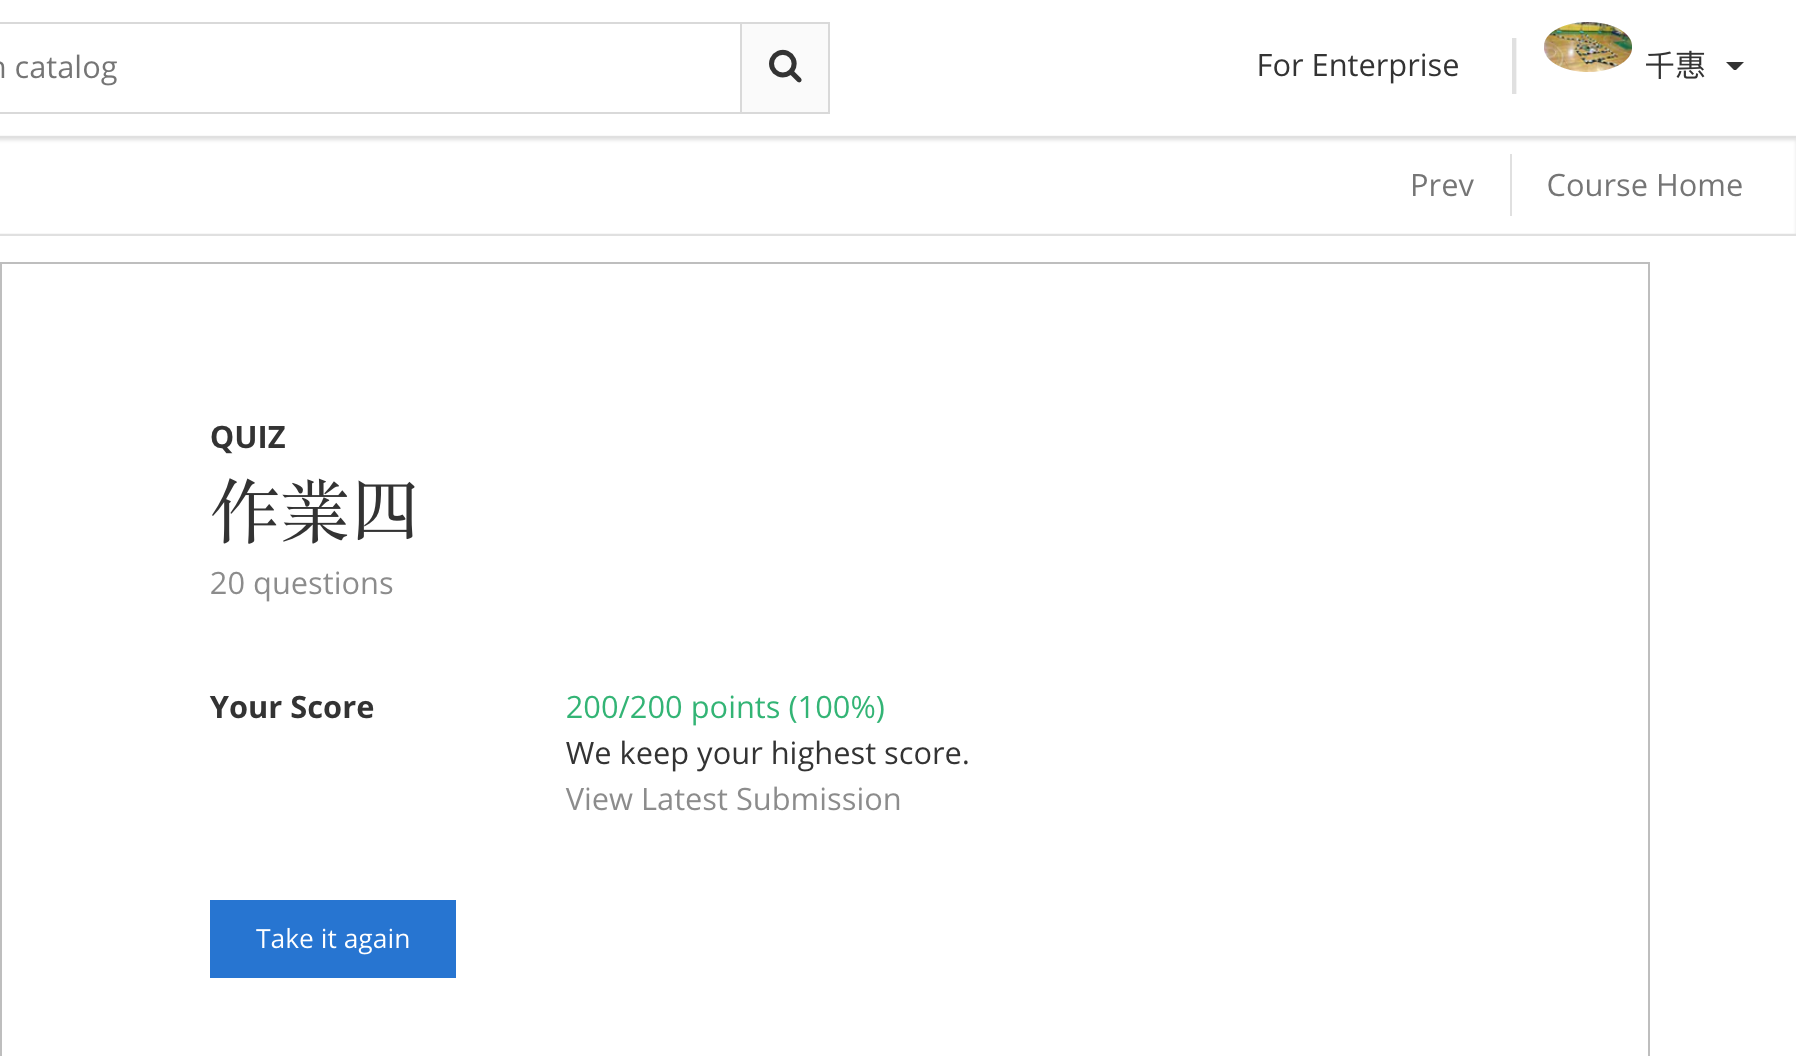 catalog
For Enterprise
千惠
Prev
Course Home
QUIZ
作業四
20 questions
Your Score
200/200 points (100%)
We keep your highest score.
View Latest Submission
Take it again